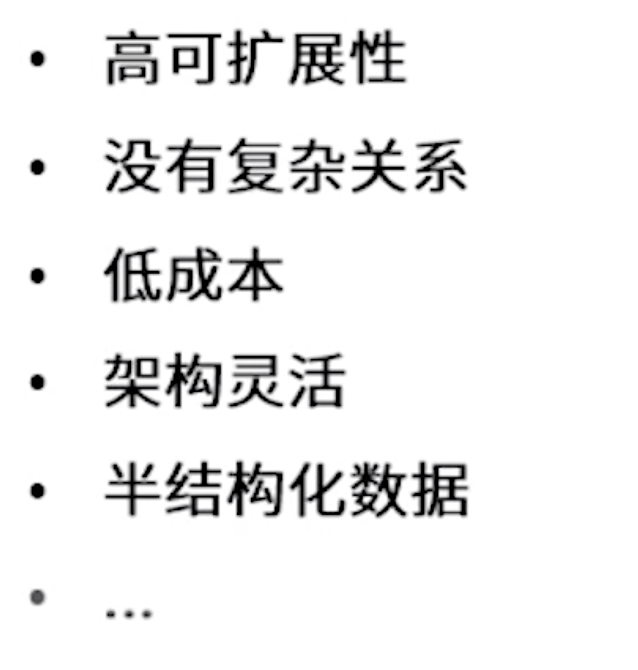 • 高可扩展性
• 没有复杂关系
• 低成本
• 架构灵活
• 半结构化数据
• ...